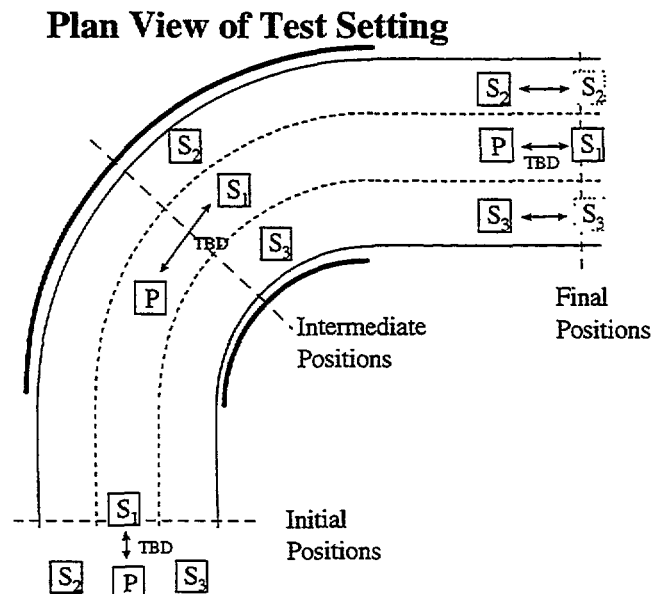 Plan View of Test Setting
S₂ S₂
P TBD S₁
S₃ S₃
Final
Positions
S₂
S₁
TBD
S₃
P
Intermediate
Positions
S₁
Initial
Positions
TBD
S₂ P S₃